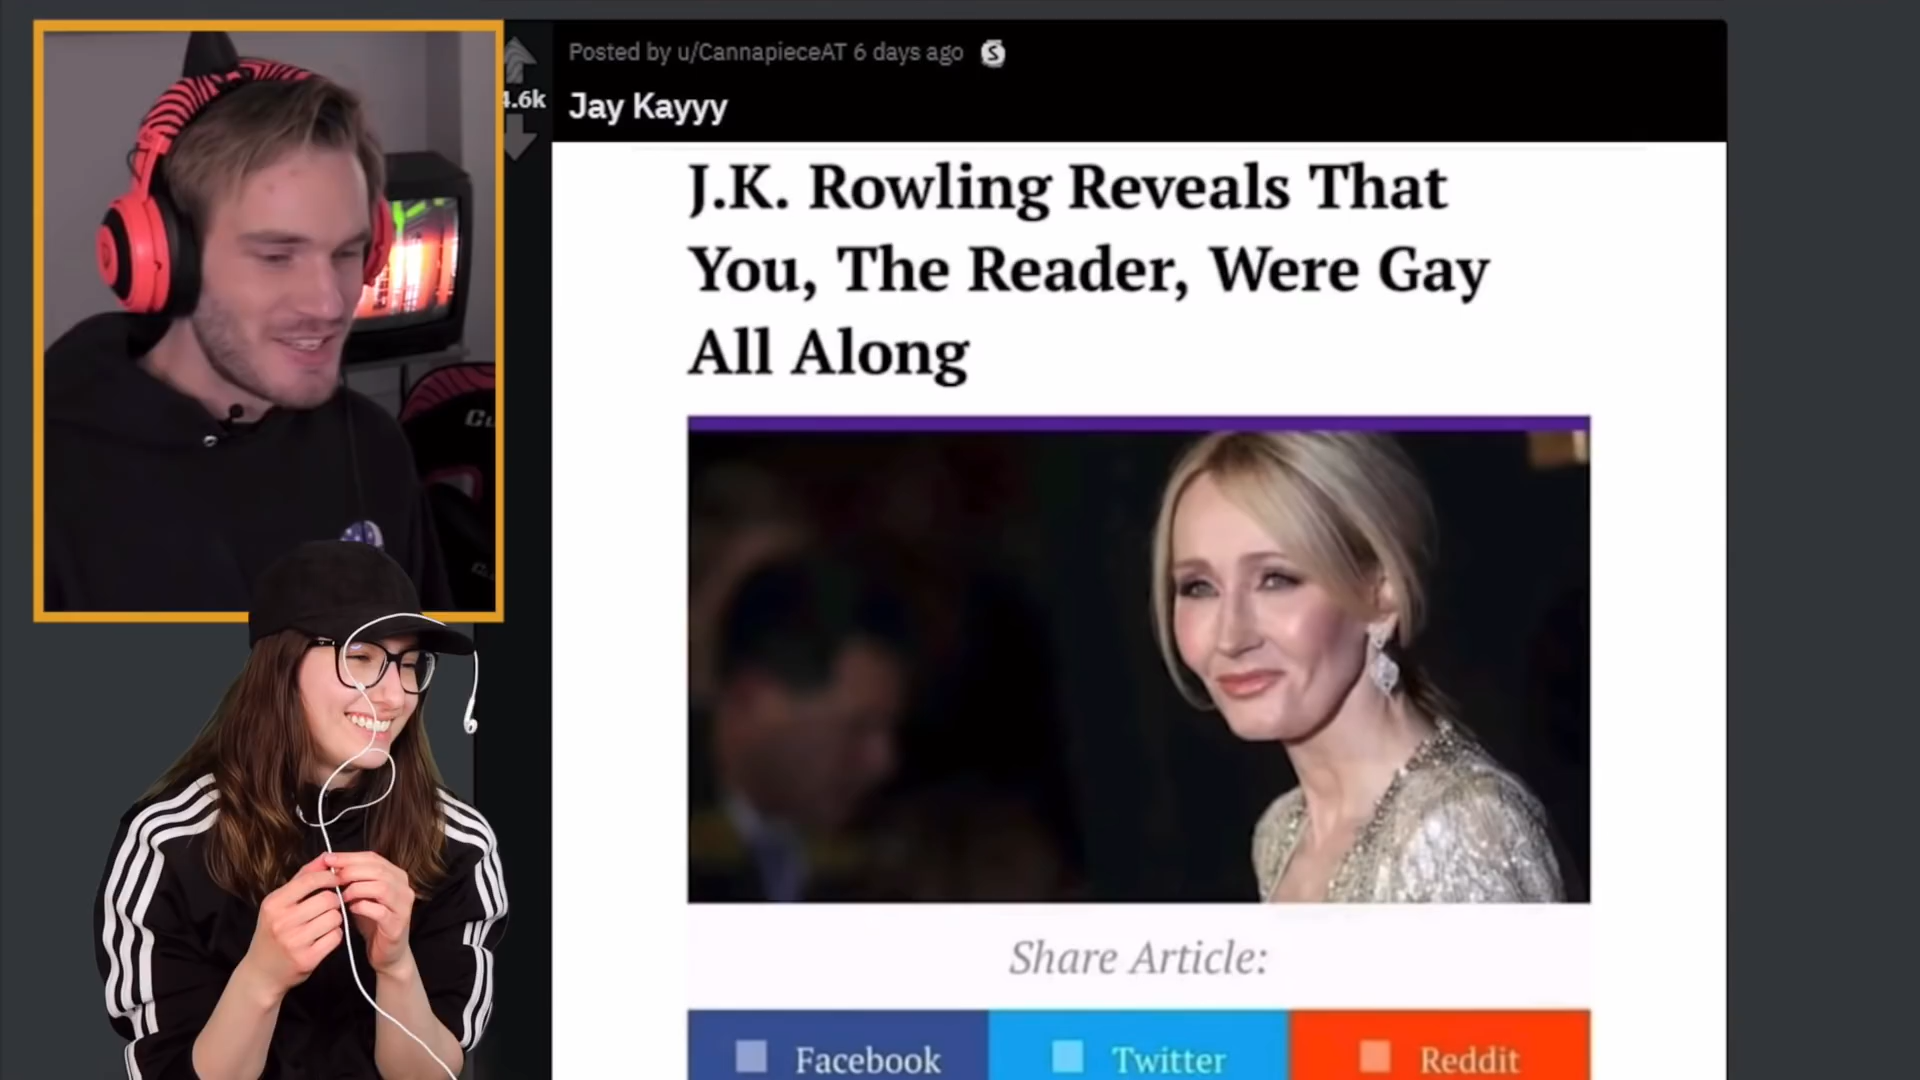 Posted by u/CannapieceAT 6 days ago
4.6k
Jay Kayyy
J.K. Rowling Reveals That
You, The Reader, Were Gay
All Along
Share Article:
Facebook
Twitter
Reddit